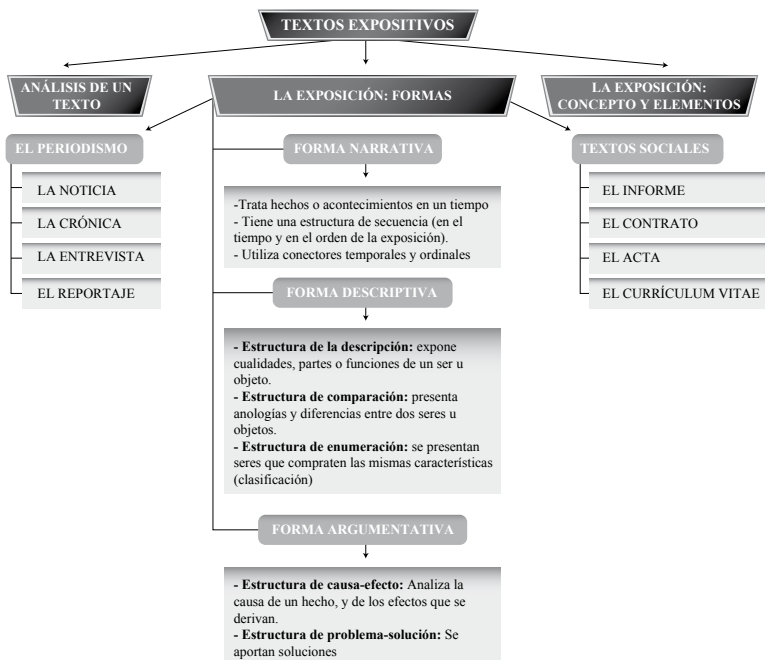 TEXTOS EXPOSITIVOS
ANÁLISIS DE UN
TEXTO
LA EXPOSICIÓN: FORMAS
LA EXPOSICIÓN:
CONCEPTO Y ELEMENTOS
EL PERIODISMO
LA NOTICIA
LA CRÓNICA
LA ENTREVISTA
EL REPORTAJE
FORMA NARRATIVA
-Trata hechos o acontecimientos en un tiempo
- Tiene una estructura de secuencia (en el
tiempo y en el orden de la exposición).
- Utiliza conectores temporales y ordinales
FORMA DESCRIPTIVA
- Estructura de la descripción: expone
cualidades, partes o funciones de un ser u
objeto.
- Estructura de comparación: presenta
anologías y diferencias entre dos seres u
objetos.
- Estructura de enumeración: se presentan
seres que compraten las mismas características
(clasificación)
FORMA ARGUMENTATIVA
- Estructura de causa-efecto: Analiza la
causa de un hecho, y de los efectos que se
derivan.
- Estructura de problema-solución: Se
aportan soluciones
TEXTOS SOCIALES
EL INFORME
EL CONTRATO
EL ACTA
EL CURRÍCULUM VITAE